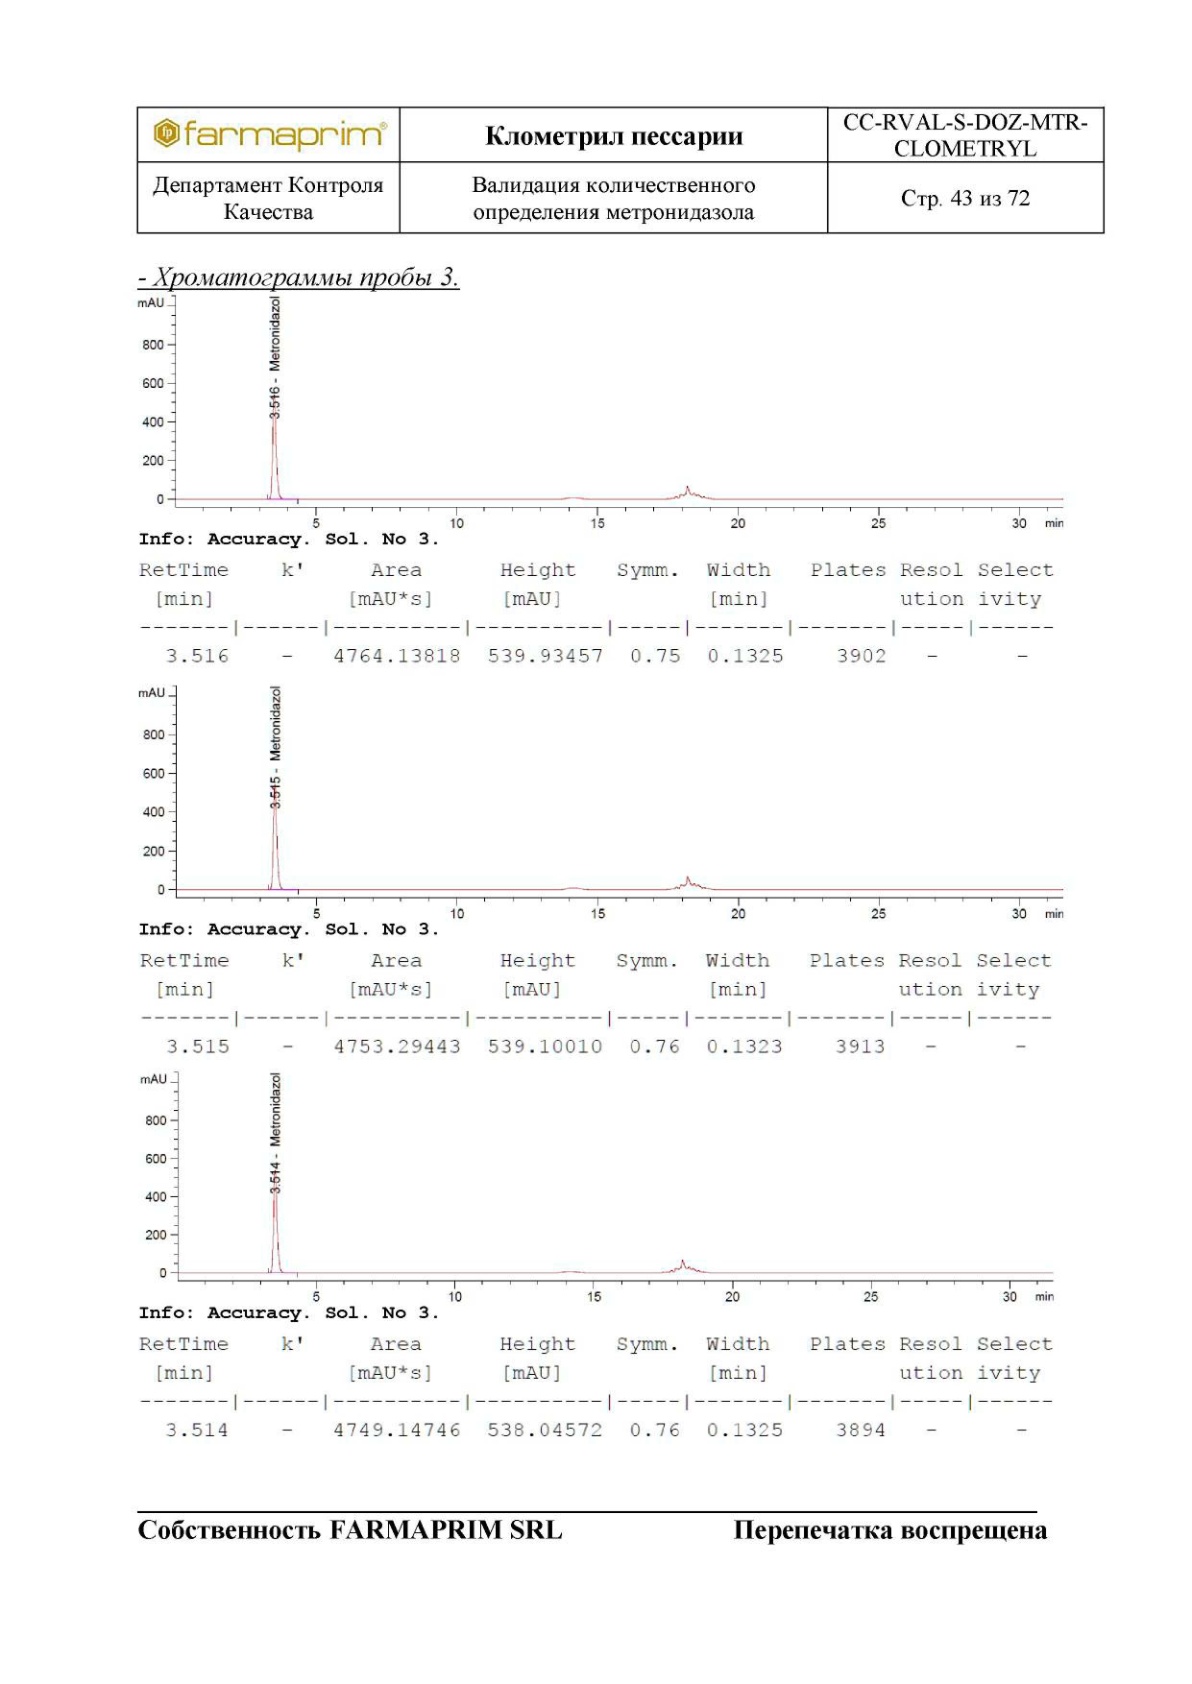 farmaprim®
Клометрил пессарии
CC-RVAL-S-DOZ-MTR-
CLOMETRYL
Департамент Контроля
Качества
Валидация количественного
определения метронидазола
Стр. 43 из 72
- Хроматограммы пробы 3.
mAU
800
600
400
200
0
3.516 - Metronidazol
5 10 15 20 25 30 min
Info: Accuracy. Sol. No 3.
RetTime k' Area Height Symm. Width Plates Resol Select
[min] [mAU*s] [mAU] [min] ution ivity
-------|------|----------|----------|-----|-------|-------|-----|------
3.516 - 4764.13818 539.93457 0.75 0.1325 3902 - -
mAU
800
600
400
200
0
3.515 - Metronidazol
5 10 15 20 25 30 min
Info: Accuracy. Sol. No 3.
RetTime k' Area Height Symm. Width Plates Resol Select
[min] [mAU*s] [mAU] [min] ution ivity
-------|------|----------|----------|-----|-------|-------|-----|------
3.515 - 4753.29443 539.10010 0.76 0.1323 3913 - -
mAU
800
600
400
200
0
3.514 - Metronidazol
5 10 15 20 25 30 min
Info: Accuracy. Sol. No 3.
RetTime k' Area Height Symm. Width Plates Resol Select
[min] [mAU*s] [mAU] [min] ution ivity
-------|------|----------|----------|-----|-------|-------|-----|------
3.514 - 4749.14746 538.04572 0.76 0.1325 3894 - -
Собственность FARMAPRIM SRL Перепечатка воспрещена